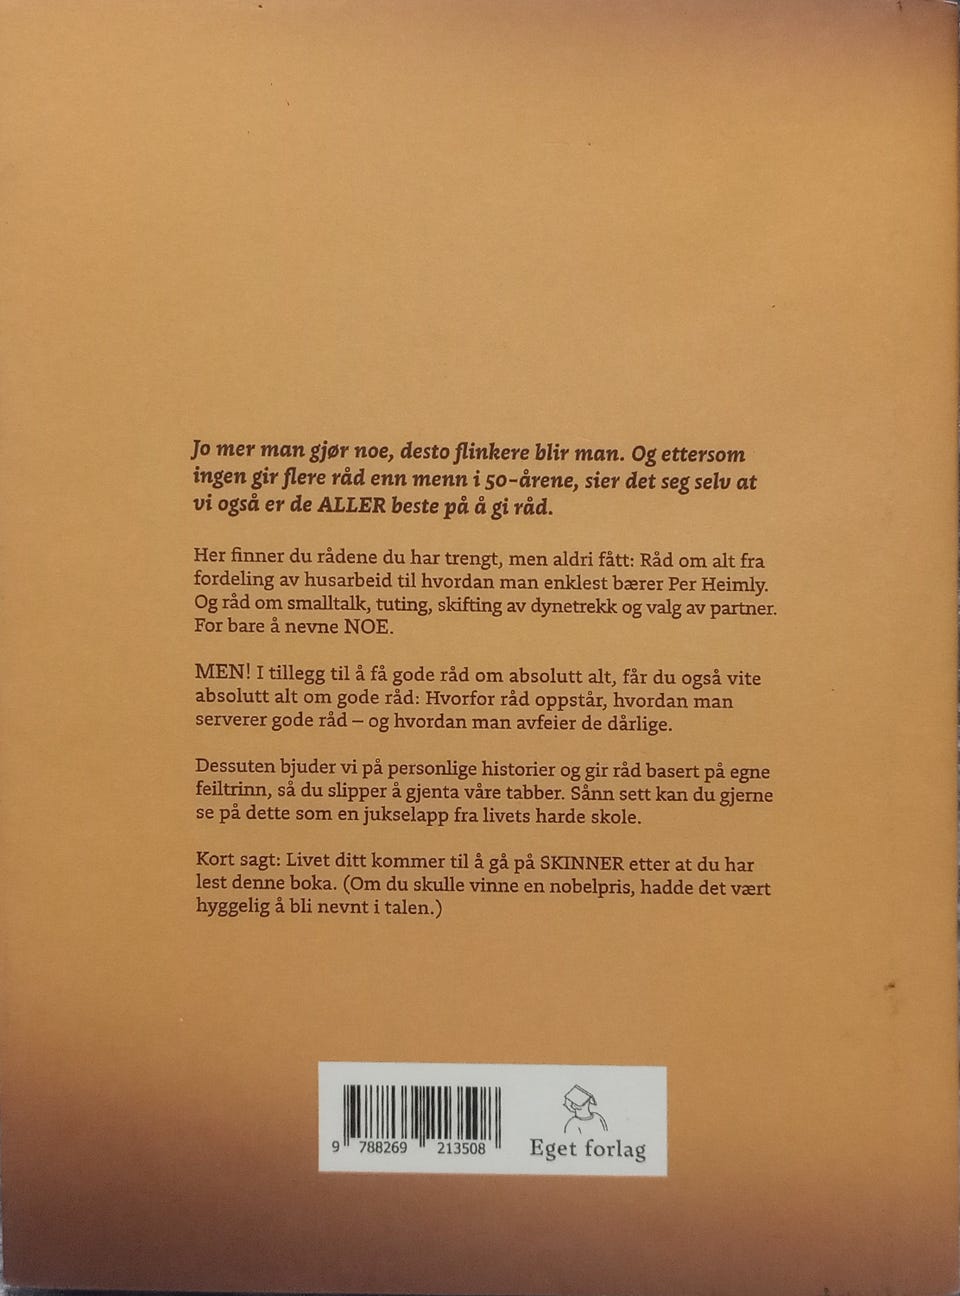 Jo mer man gjør noe, desto flinkere blir man. Og ettersom
ingen gir flere råd enn menn i 50-årene, sier det seg selv at
vi også er de ALLER beste på å gi råd.
Her finner du rådene du har trengt, men aldri fått: Råd om alt fra
fordeling av husarbeid til hvordan man enklest bærer Per Heimly.
Og råd om smalltalk, tuting, skifting av dynetrekk og valg av partner.
For bare å nevne NOE.
MEN! I tillegg til å få gode råd om absolutt alt, får du også vite
absolutt alt om gode råd: Hvorfor råd oppstår, hvordan man
serverer gode råd – og hvordan man avfeier de dårlige.
Dessuten bjuder vi på personlige historier og gir råd basert på egne
feiltrinn, så du slipper å gjenta våre tabber. Sånn sett kan du gjerne
se på dette som en jukselapp fra livets harde skole.
Kort sagt: Livet ditt kommer til å gå på SKINNER etter at du har
lest denne boka. (Om du skulle vinne en nobelpris, hadde det vært
hyggelig å bli nevnt i talen.)
9 788269 213508
Eget forlag